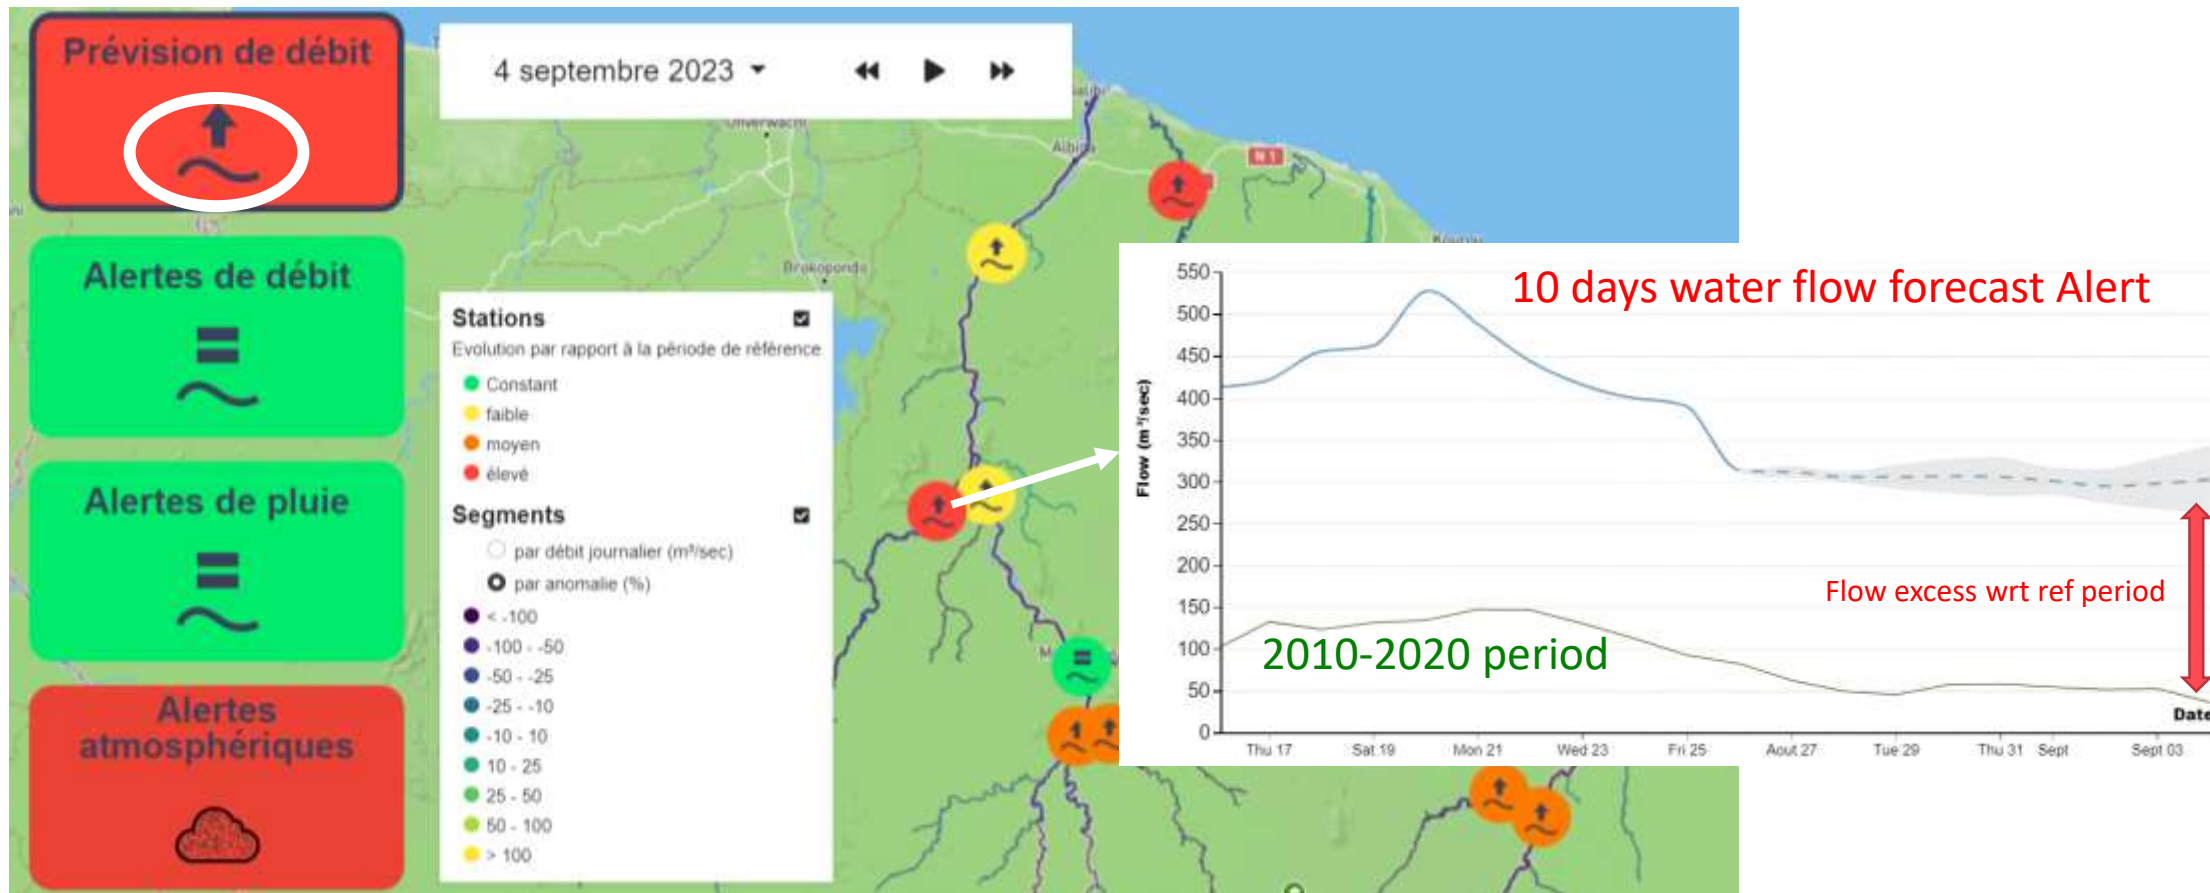 Prévision de débit
Alertes de débit
Alertes de pluie
Alertes
atmosphériques
4 septembre 2023
Albina
N 1
Brokopondo
Stations
Evolution par rapport à la période de référence
Constant
faible
moyen
élevé
Segments
par débit journalier (m³/sec)
par anomalie (%)
< -100
-100 - -50
-50 - -25
-25 - -10
-10 - 10
10 - 25
25 - 50
50 - 100
> 100
10 days water flow forecast Alert
Flow (m³/sec)
550
500
450
400
350
300
250
200
150
100
50
0
Flow excess wrt ref period
2010-2020 period
Date
Thu 17
Sat 19
Mon 21
Wed 23
Fri 25
Aout 27
Tue 29
Thu 31
Sept
Sept 03